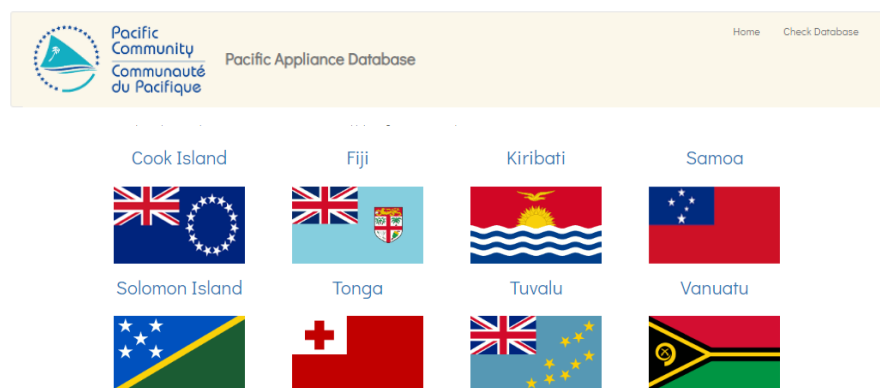 Pacific
Community
Communauté
du Pacifique
Pacific Appliance Database
Home
Check Database
Cook Island
Fiji
Kiribati
Samoa
Solomon Island
Tonga
Tuvalu
Vanuatu